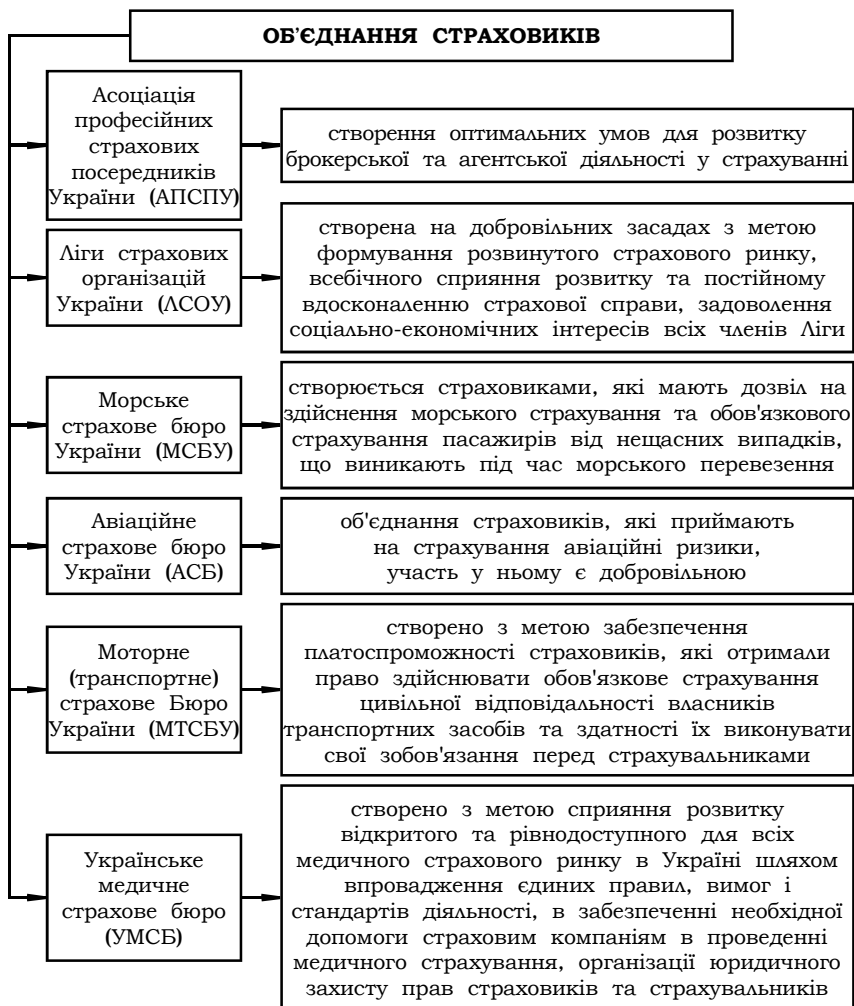 ОБ'ЄДНАННЯ СТРАХОВИКІВ
Асоціація
професійних
страхових
посередників
України (АПСПУ)
створення оптимальних умов для розвитку
брокерської та агентської діяльності у страхуванні
Ліги страхових
організацій
України (ЛСОУ)
створена на добровільних засадах з метою
формування розвинутого страхового ринку,
всебічного сприяння розвитку та постійному
вдосконаленню страхової справи, задоволення
соціально-економічних інтересів всіх членів Ліги
Морське
страхове бюро
України (МСБУ)
створюється страховиками, які мають дозвіл на
здійснення морського страхування та обов'язкового
страхування пасажирів від нещасних випадків,
що виникають під час морського перевезення
Авіаційне
страхове бюро
України (АСБ)
об'єднання страховиків, які приймають
на страхування авіаційні ризики,
участь у ньому є добровільною
Моторне
(транспортне)
страхове Бюро
України (МТСБУ)
створено з метою забезпечення
платоспроможності страховиків, які отримали
право здійснювати обов'язкове страхування
цивільної відповідальності власників
транспортних засобів та здатності їх виконувати
свої зобов'язання перед страхувальниками
Українське
медичне
страхове бюро
(УМСБ)
створено з метою сприяння розвитку
відкритого та рівнодоступного для всіх
медичного страхового ринку в Україні шляхом
впровадження єдиних правил, вимог і
стандартів діяльності, в забезпеченні необхідної
допомоги страховим компаніям в проведенні
медичного страхування, організації юридичного
захисту прав страховиків та страхувальників